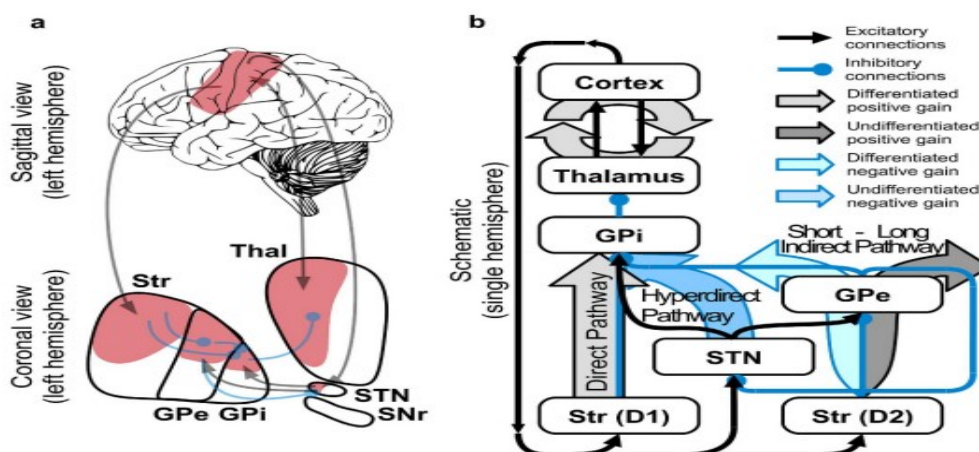 a
Sagittal view
(left hemisphere)
Coronal view
(left hemisphere)
Thal
Str
GPe GPi
STN
SNr
b
Schematic
(single hemisphere)
Cortex
Thalamus
GPi
Direct Pathway
Hyperdirect
Pathway
Short - Long
Indirect Pathway
GPe
STN
Str (D1)
Str (D2)
Excitatory
connections
Inhibitory
connections
Differentiated
positive gain
Undifferentiated
positive gain
Differentiated
negative gain
Undifferentiated
negative gain